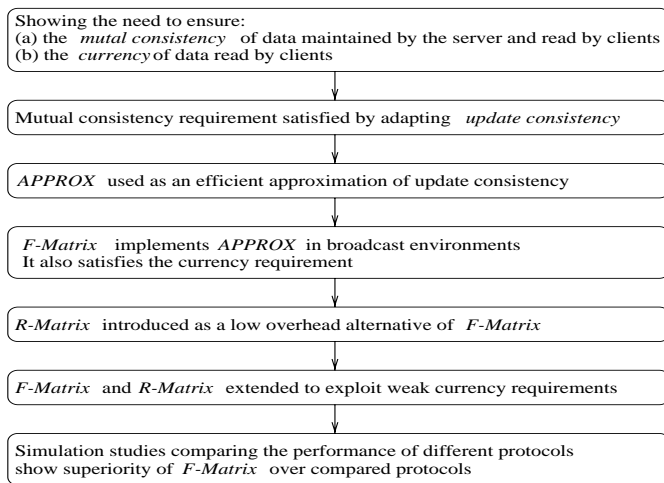 Showing the need to ensure:
(a) the mutal consistency of data maintained by the server and read by clients
(b) the currency of data read by clients
Mutual consistency requirement satisfied by adapting update consistency
APPROX used as an efficient approximation of update consistency
F-Matrix implements APPROX in broadcast environments
It also satisfies the currency requirement
R-Matrix introduced as a low overhead alternative of F-Matrix
F-Matrix and R-Matrix extended to exploit weak currency requirements
Simulation studies comparing the performance of different protocols
show superiority of F-Matrix over compared protocols